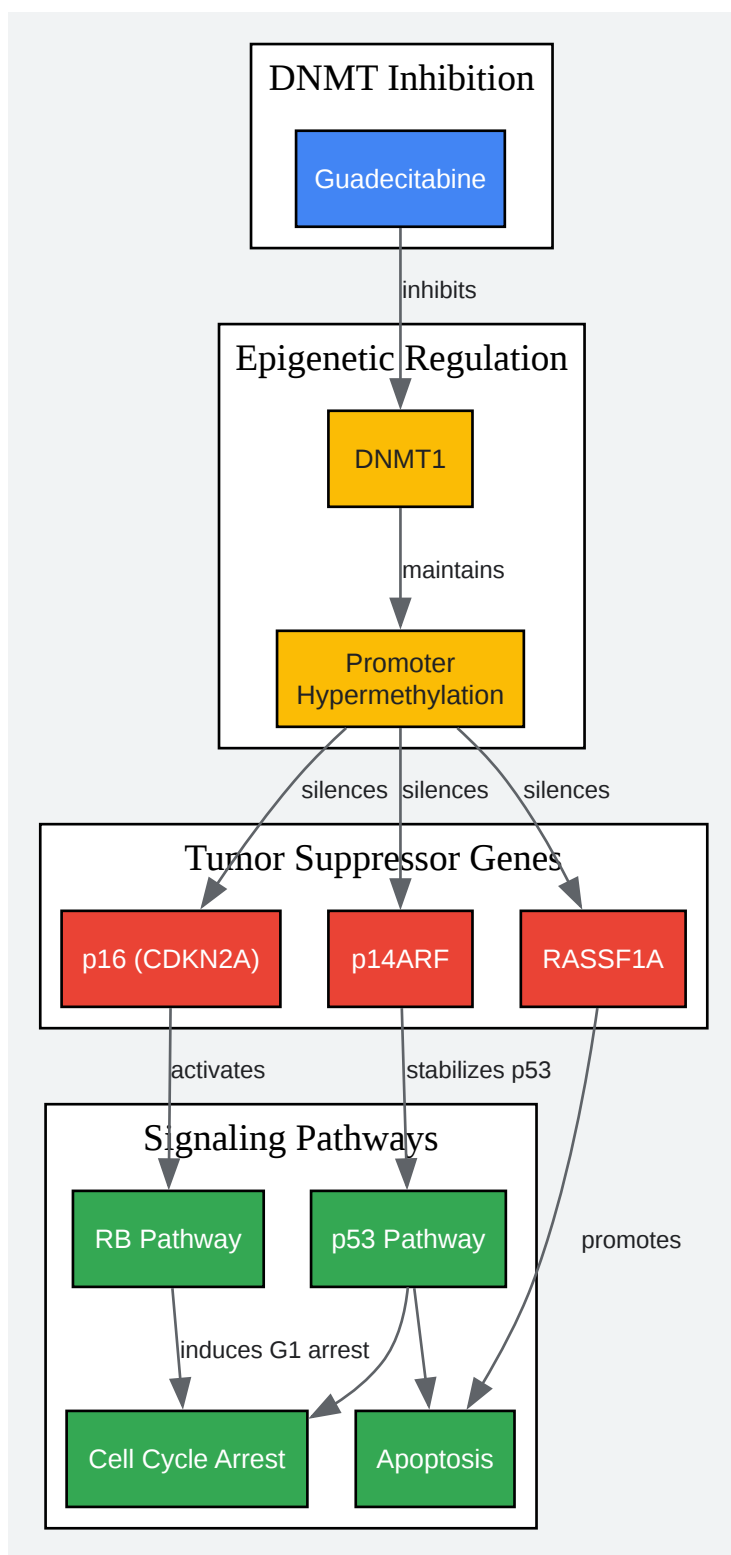 DNMT Inhibition
Guadecitabine
inhibits
Epigenetic Regulation
DNMT1
maintains
Promoter
Hypermethylation
silences
silences
silences
Tumor Suppressor Genes
p16 (CDKN2A)
p14ARF
RASSF1A
activates
stabilizes p53
Signaling Pathways
RB Pathway
p53 Pathway
promotes
induces G1 arrest
Cell Cycle Arrest
Apoptosis